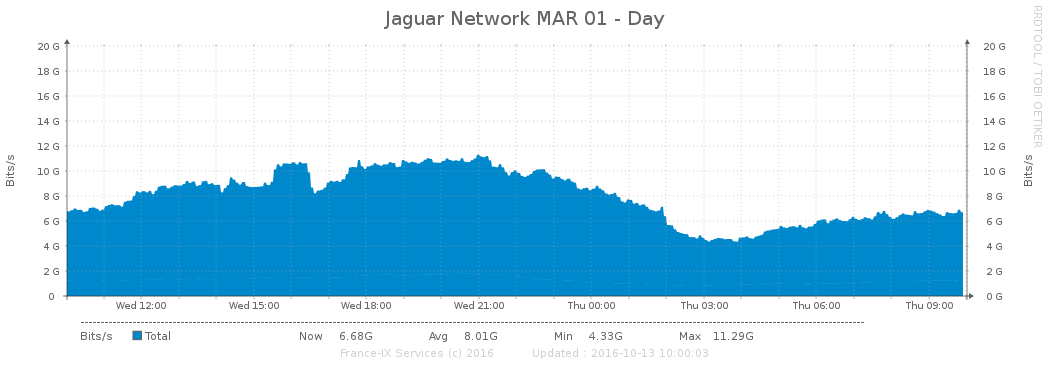 Jaguar Network MAR 01 - Day
RRDTOOL / TOBI OETIKER
Bits/s
Bits/s
20 G 20 G
18 G 18 G
16 G 16 G
14 G 14 G
12 G 12 G
10 G 10 G
8 G 8 G
6 G 6 G
4 G 4 G
2 G 2 G
0 0 G
Wed 12:00 Wed 15:00 Wed 18:00 Wed 21:00 Thu 00:00 Thu 03:00 Thu 06:00 Thu 09:00
Bits/s Total Now 6.68G Avg 8.01G Min 4.33G Max 11.29G
France-IX Services (c) 2016 Updated : 2016-10-13 10:00:03